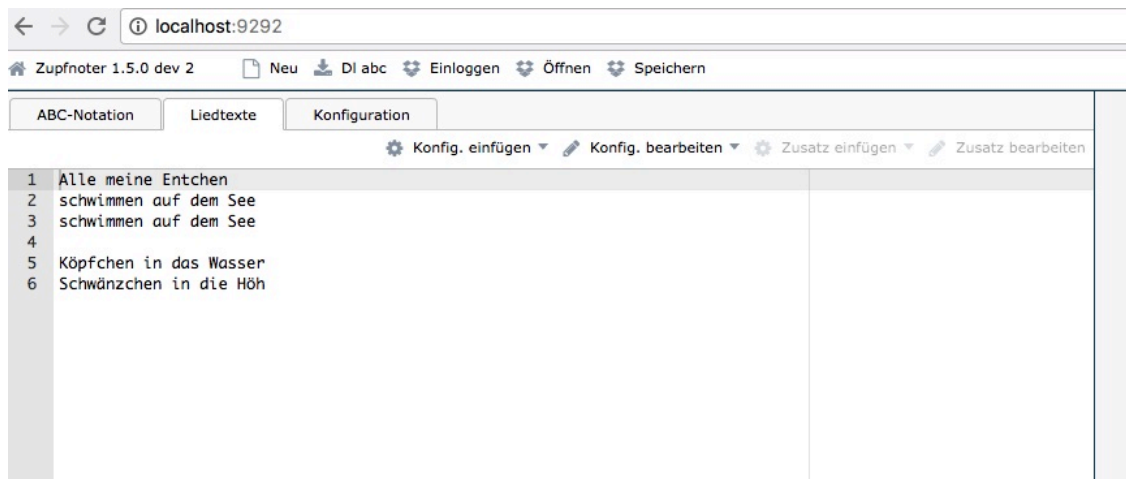 localhost:9292
Zupfnoter 1.5.0 dev 2 Neu Dl abc Einloggen Öffnen Speichern
ABC-Notation Liedtexte Konfiguration
Konfig. einfügen Konfig. bearbeiten Zusatz einfügen Zusatz bearbeiten
1 Alle meine Entchen
2 schwimmen auf dem See
3 schwimmen auf dem See
4
5 Köpfchen in das Wasser
6 Schwänzchen in die Höh